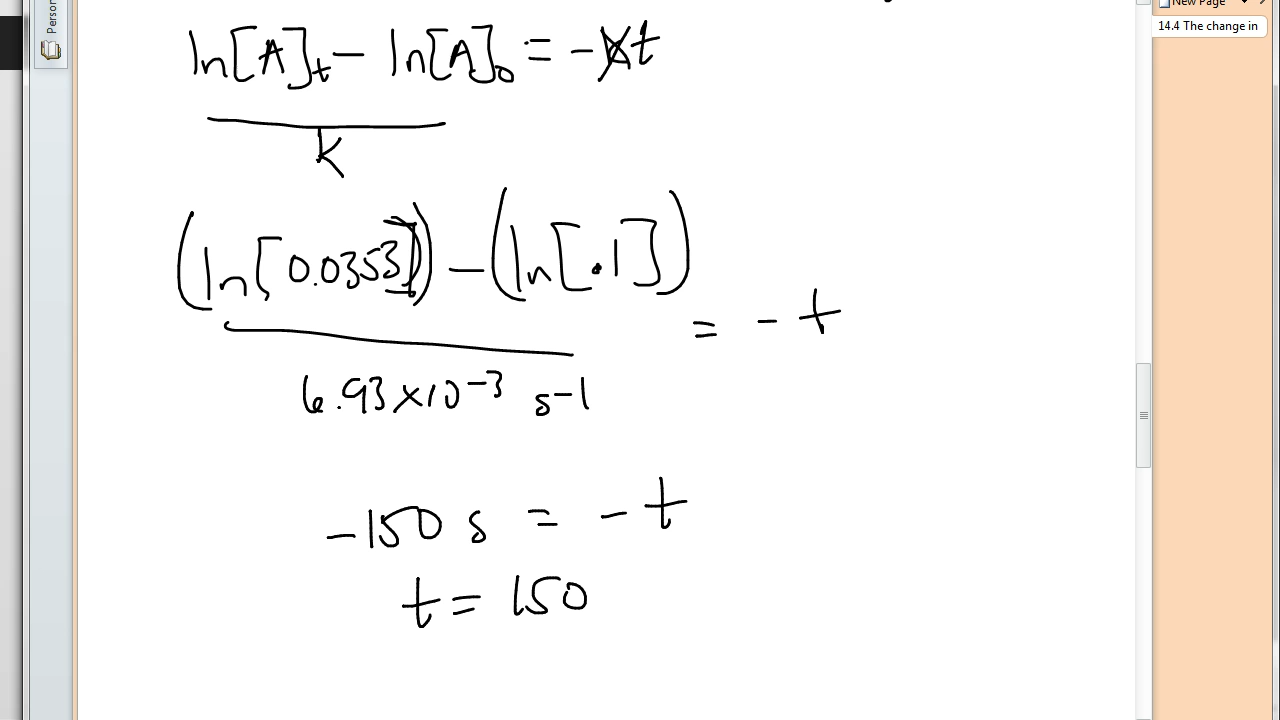 New Page
Person
14.4 The change in
ln[A]t - ln[A]0 = -kt
k
(ln[0.0353]) - (ln[.1])
= - t
6.93×10^-3 s-1
-150 s = - t
t = 150